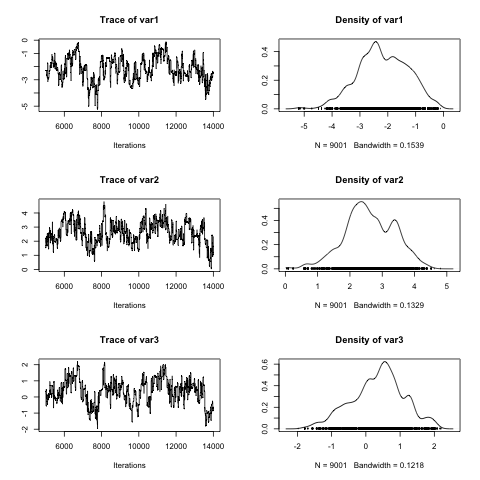 Trace of var1
0
-1
-3
-5
6000 8000 10000 12000 14000
Iterations
Density of var1
0.4
0.2
0.0
-5 -4 -3 -2 -1 0
N = 9001 Bandwidth = 0.1539
Trace of var2
4
3
2
1
0
6000 8000 10000 12000 14000
Iterations
Density of var2
0.4
0.2
0.0
0 1 2 3 4 5
N = 9001 Bandwidth = 0.1329
Trace of var3
2
1
0
-1
-2
6000 8000 10000 12000 14000
Iterations
Density of var3
0.6
0.4
0.2
0.0
-2 -1 0 1 2
N = 9001 Bandwidth = 0.1218